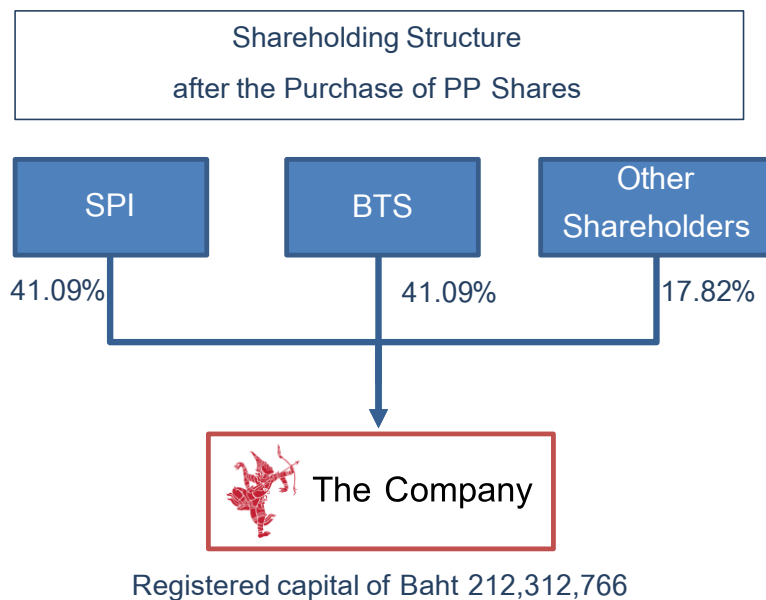 Shareholding Structure
after the Purchase of PP Shares
SPI
BTS
Other
Shareholders
41.09%
41.09%
17.82%
The Company
Registered capital of Baht 212,312,766